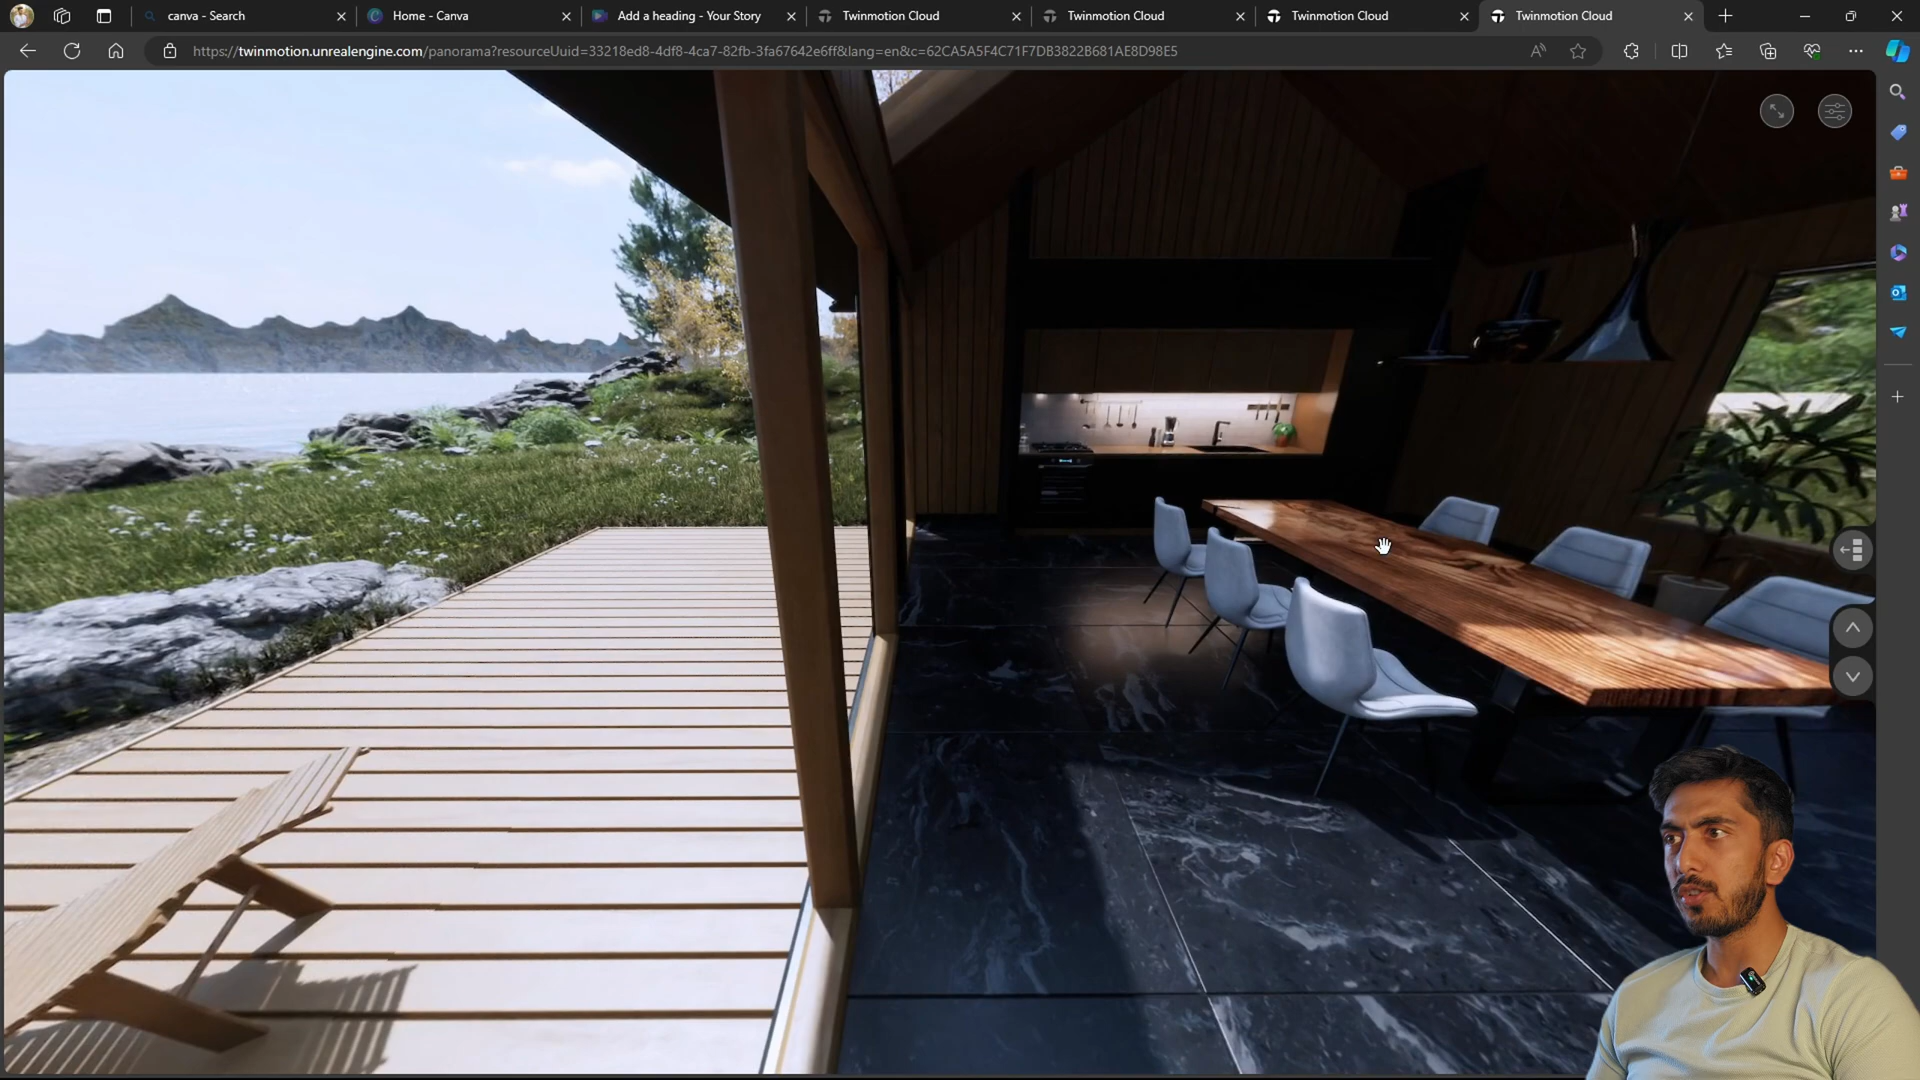 canva - Search
Home - Canva
Add a heading - Your Story
Twinmotion Cloud
Twinmotion Cloud
Twinmotion Cloud
Twinmotion Cloud
https://twinmotion.unrealengine.com/panorama?resourceUuid=33218ed8-4df8-4ca7-82fb-3fa67642e6ff&lang=en&c=62CA5A5F4C71F7DB3822B681AE8D98E5